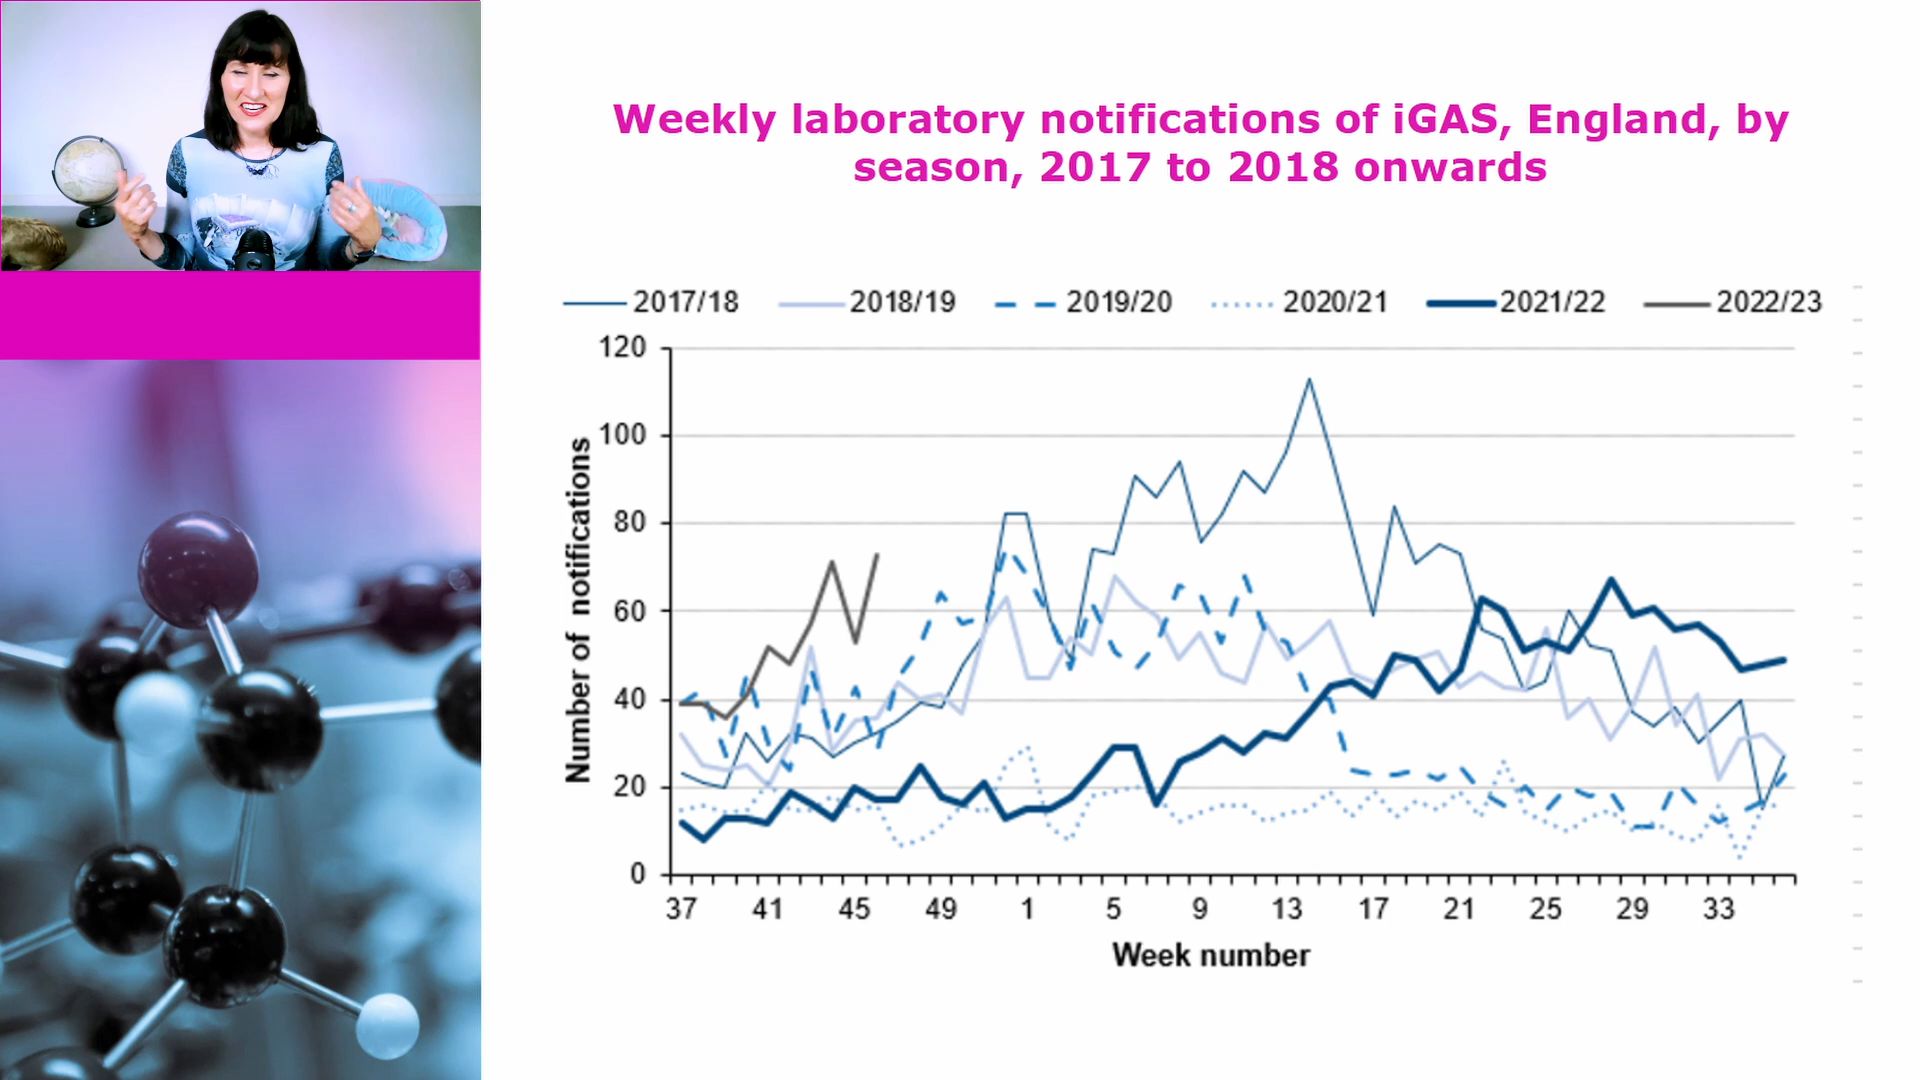 Weekly laboratory notifications of iGAS, England, by
season, 2017 to 2018 onwards
2017/18 2018/19 2019/20 2020/21 2021/22 2022/23
120
100
80
60
40
20
0
Number of notifications
37 41 45 49 1 5 9 13 17 21 25 29 33
Week number